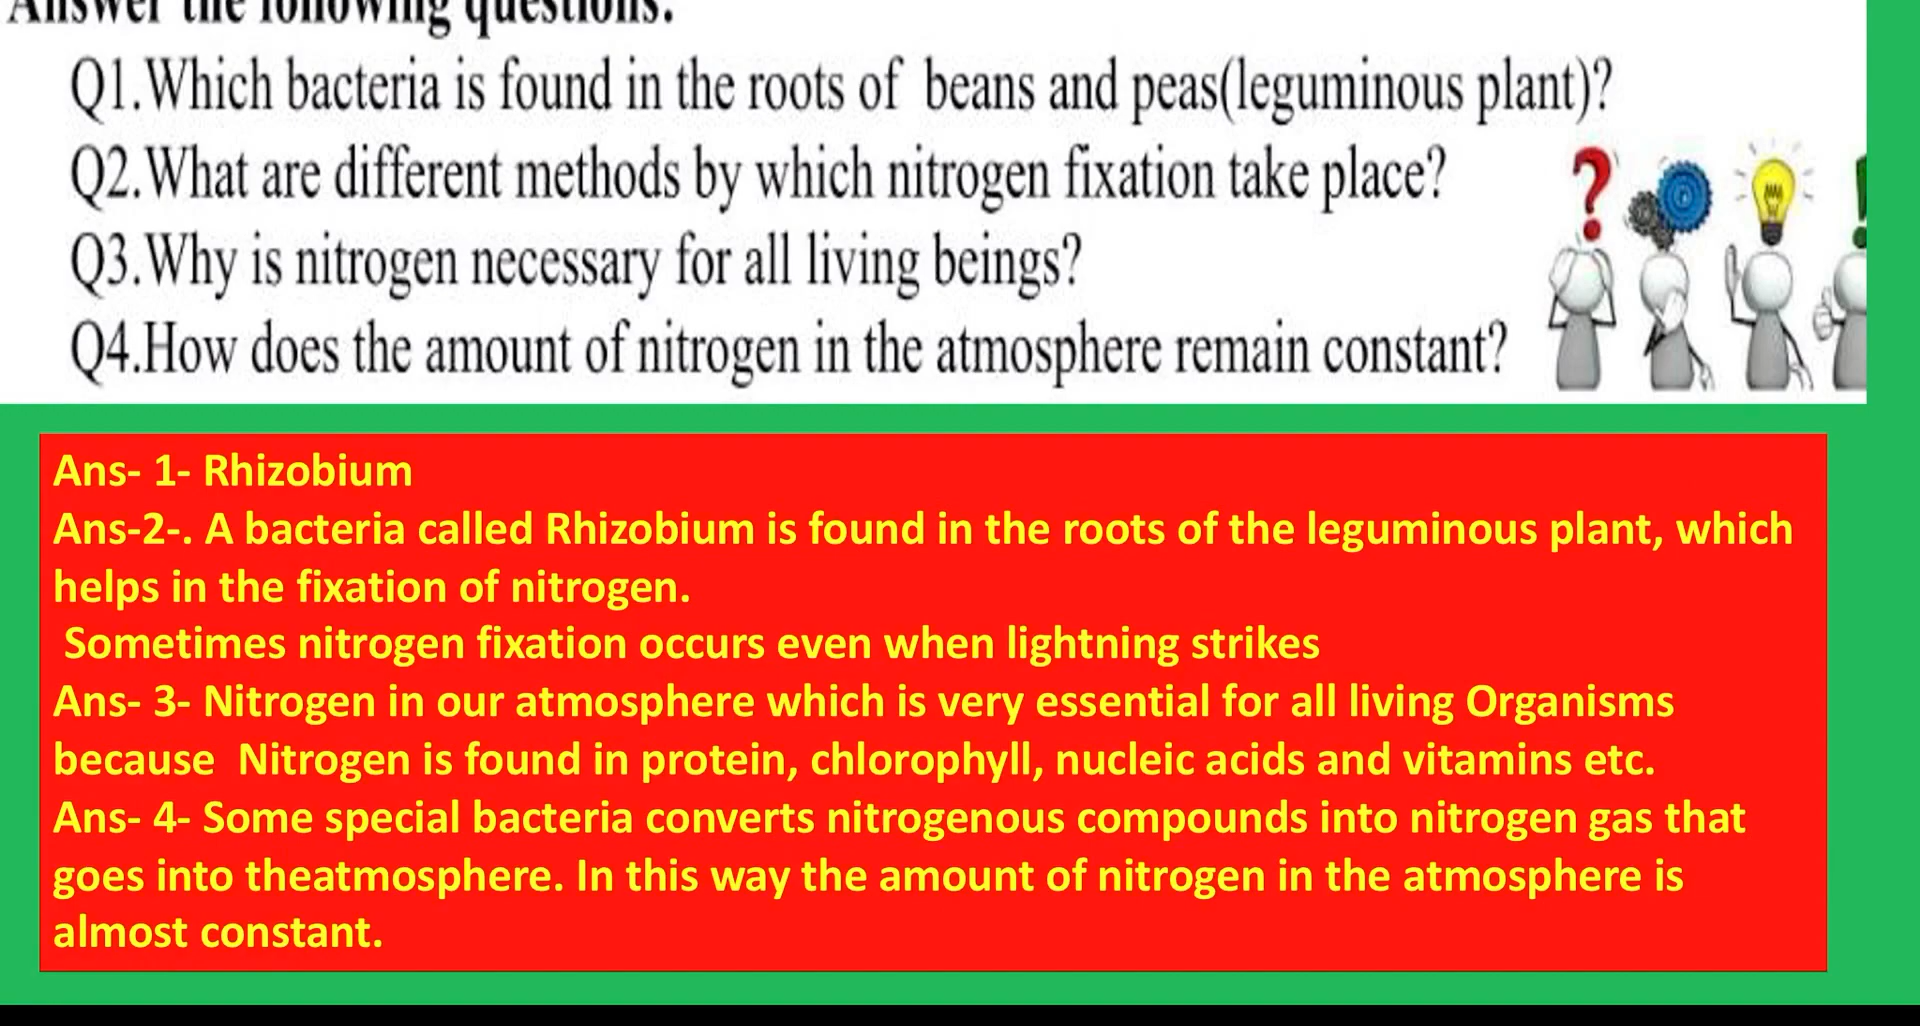 Answer the following questions:
Q1.Which bacteria is found in the roots of beans and peas(leguminous plant)?
Q2.What are different methods by which nitrogen fixation take place?
Q3.Why is nitrogen necessary for all living beings?
Q4.How does the amount of nitrogen in the atmosphere remain constant?
Ans- 1- Rhizobium
Ans-2-. A bacteria called Rhizobium is found in the roots of the leguminous plant, which
helps in the fixation of nitrogen.
Sometimes nitrogen fixation occurs even when lightning strikes
Ans- 3- Nitrogen in our atmosphere which is very essential for all living Organisms
because  Nitrogen is found in protein, chlorophyll, nucleic acids and vitamins etc.
Ans- 4- Some special bacteria converts nitrogenous compounds into nitrogen gas that
goes into theatmosphere. In this way the amount of nitrogen in the atmosphere is
almost constant.